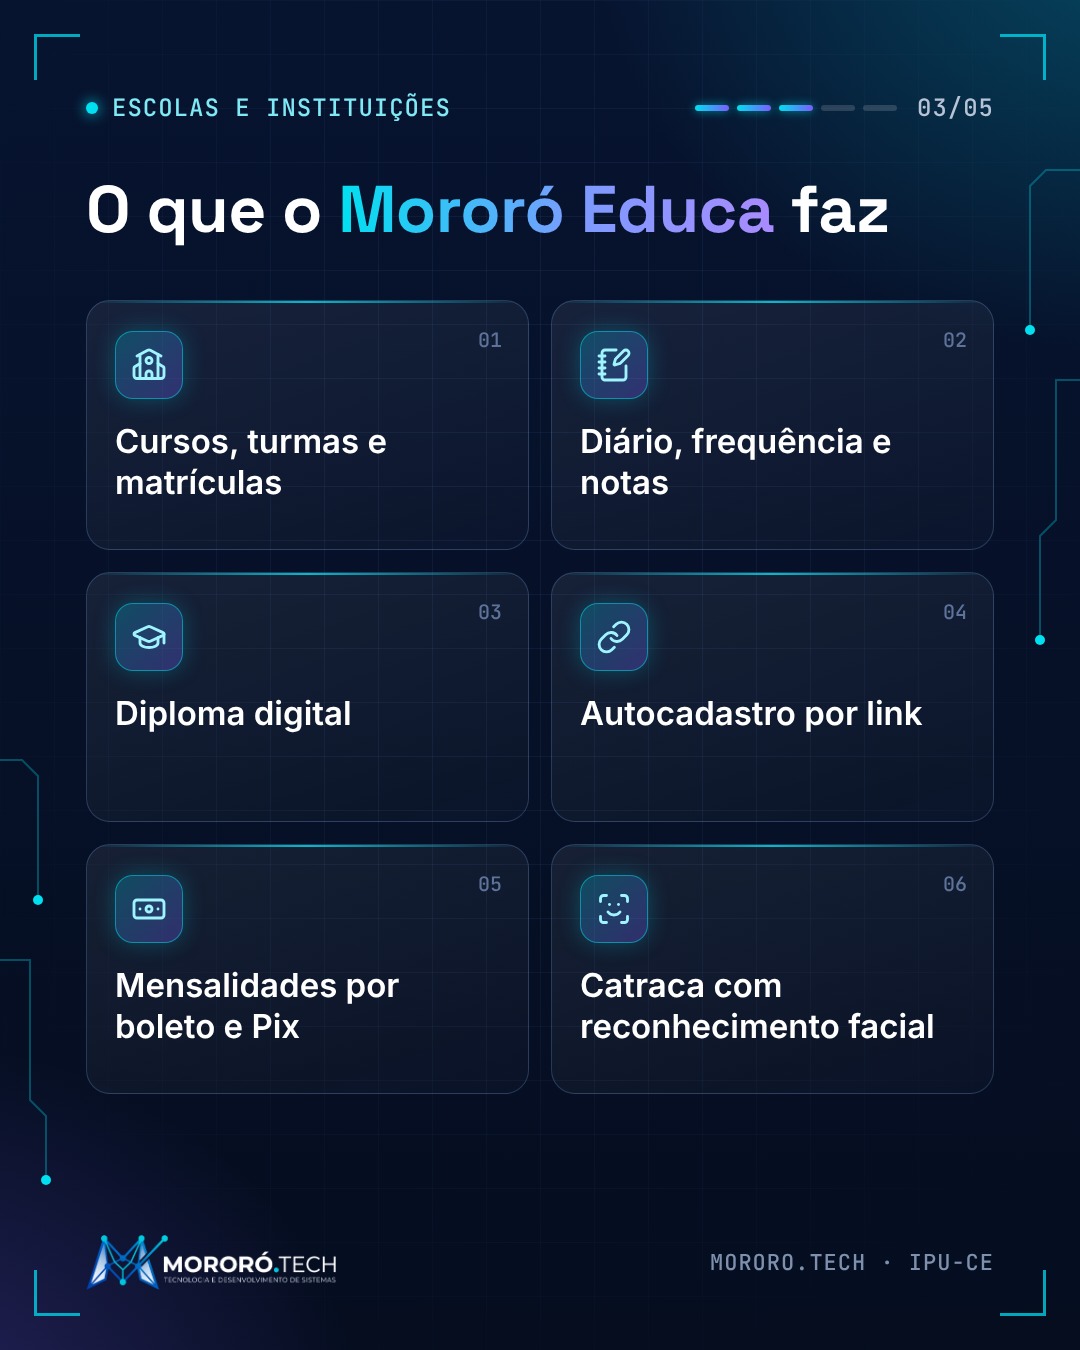 ESCOLAS E INSTITUIÇÕES
03/05
O que o Mororó Educa faz
01
Cursos, turmas e
matrículas
02
Diário, frequência e
notas
03
Diploma digital
04
Autocadastro por link
05
Mensalidades por
boleto e Pix
06
Catraca com
reconhecimento facial
MORORÓ.TECH
TECNOLOGIA E DESENVOLVIMENTO DE SISTEMAS
MORORO.TECH · IPU-CE